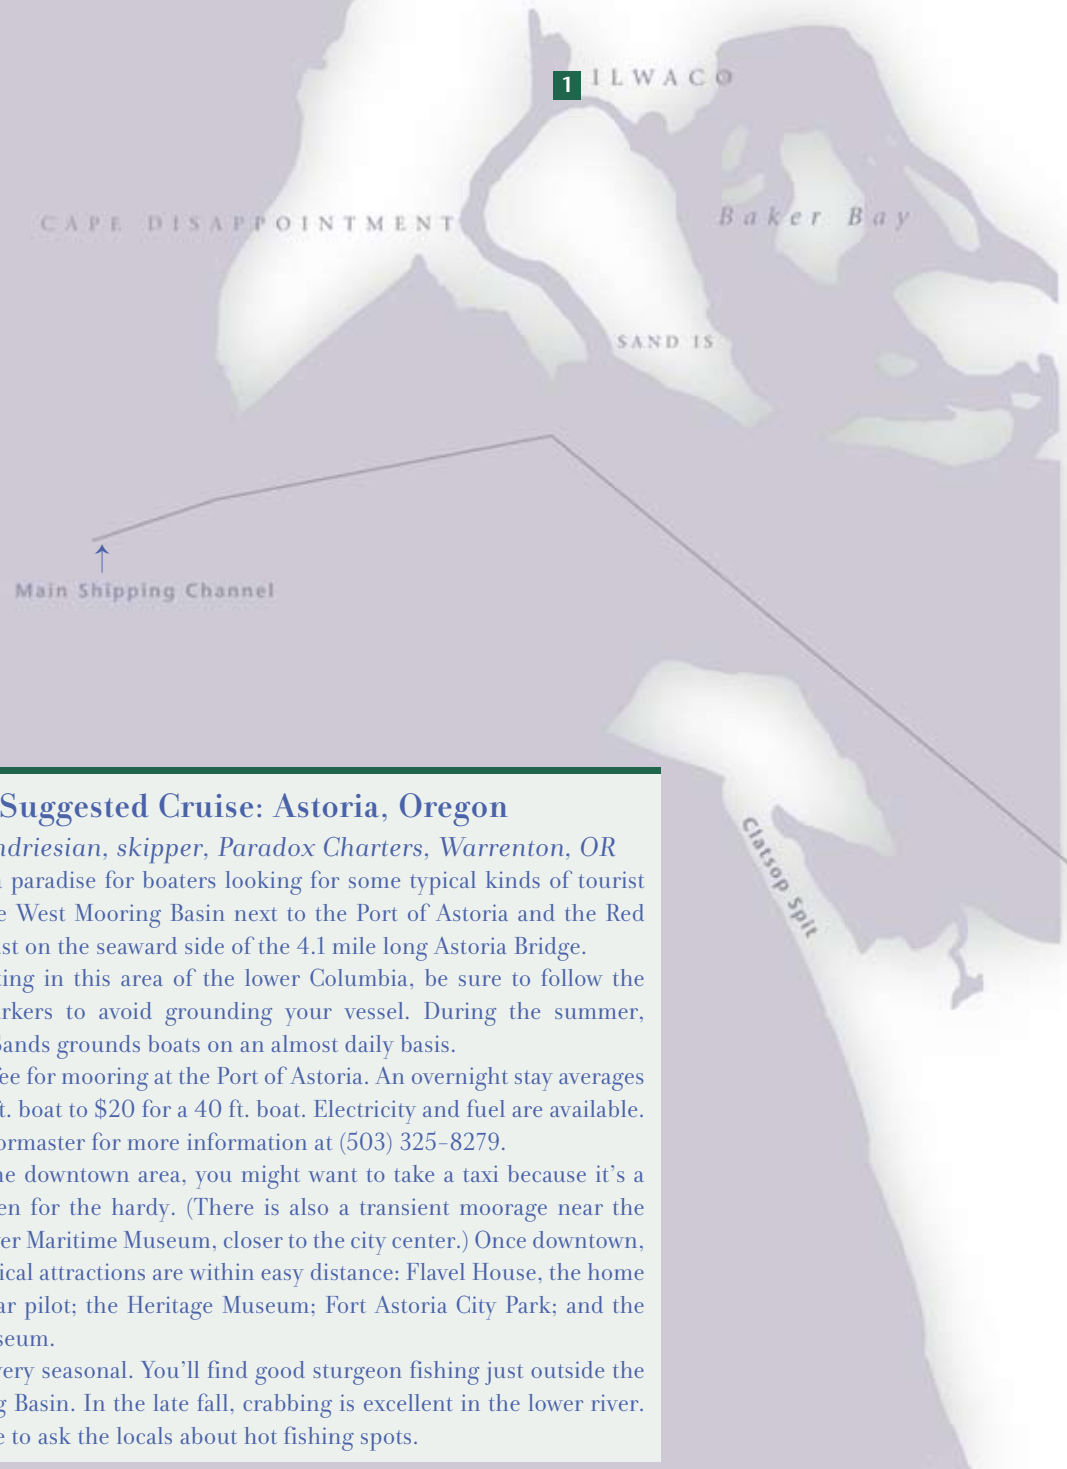 1 ILWACO
CAPE DISAPPOINTMENT
Baker Bay
SAND IS
Main Shipping Channel
Clatsop Spit
Suggested Cruise: Astoria, Oregon
ndriesian, skipper, Paradox Charters, Warrenton, OR
paradise for boaters looking for some typical kinds of tourist
e West Mooring Basin next to the Port of Astoria and the Red
st on the seaward side of the 4.1 mile long Astoria Bridge.
ting in this area of the lower Columbia, be sure to follow the
rkers to avoid grounding your vessel. During the summer,
Sands grounds boats on an almost daily basis.
fee for mooring at the Port of Astoria. An overnight stay averages
t. boat to $20 for a 40 ft. boat. Electricity and fuel are available.
ormaster for more information at (503) 325-8279.
ne downtown area, you might want to take a taxi because it's a
en for the hardy. (There is also a transient moorage near the
er Maritime Museum, closer to the city center.) Once downtown,
ical attractions are within easy distance: Flavel House, the home
ar pilot; the Heritage Museum; Fort Astoria City Park; and the
seum.
very seasonal. You'll find good sturgeon fishing just outside the
g Basin. In the late fall, crabbing is excellent in the lower river.
e to ask the locals about hot fishing spots.